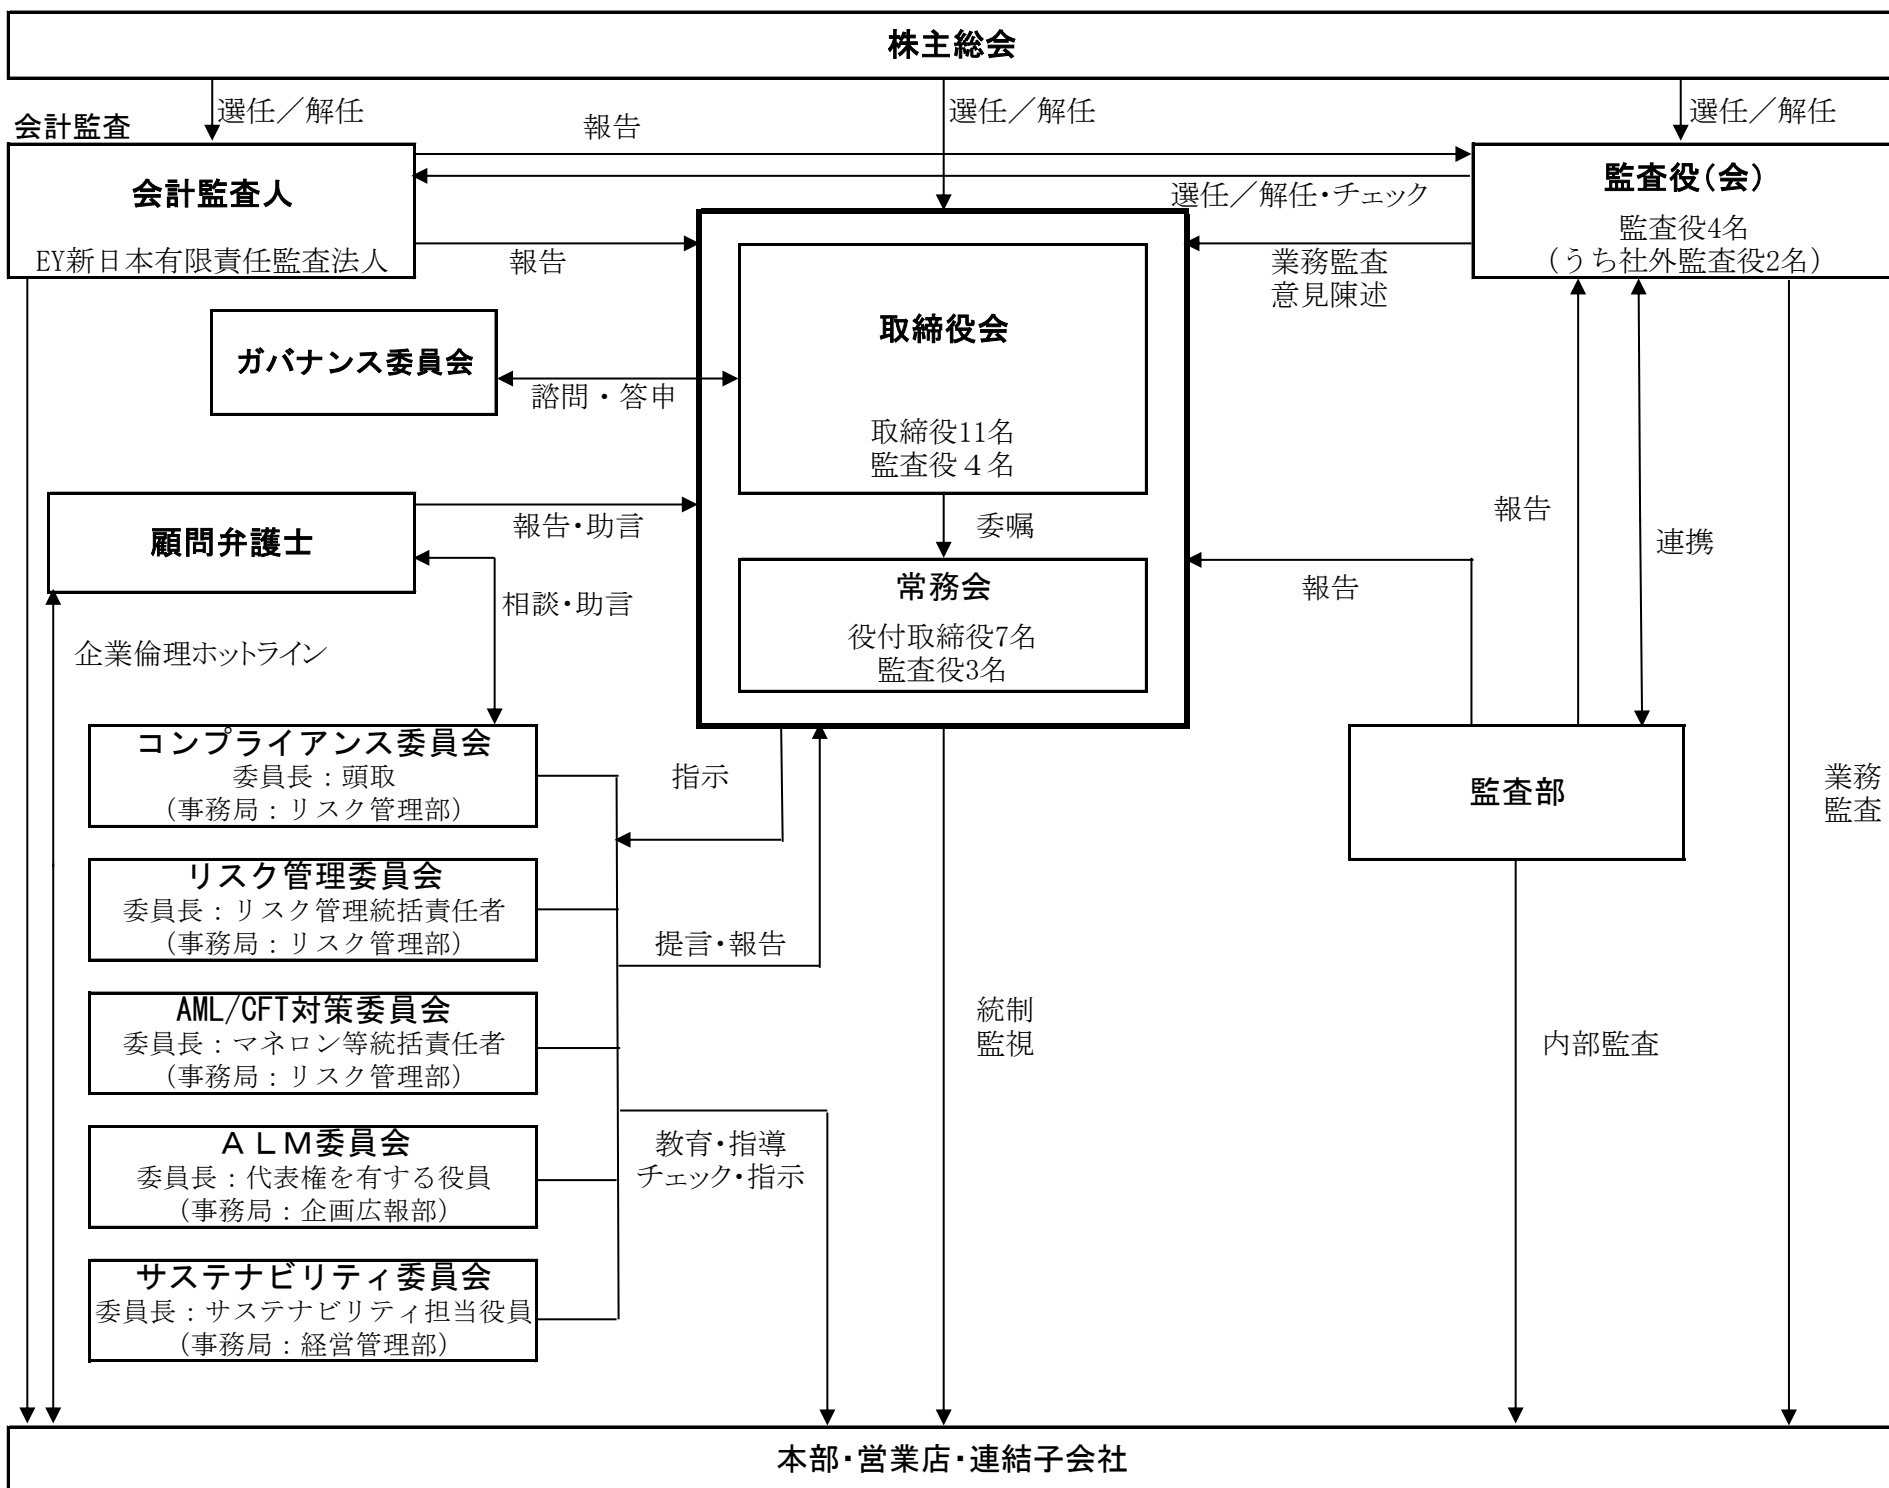 株主総会
選任／解任
選任／解任
選任／解任
会計監査
報告
会計監査人
EY新日本有限責任監査法人
選任／解任・チェック
監査役(会)
監査役4名
(うち社外監査役2名)
報告
業務監査
意見陳述
取締役会
取締役11名
監査役４名
ガバナンス委員会
諮問・答申
顧問弁護士
報告・助言
委嘱
報告
連携
常務会
役付取締役7名
監査役3名
報告
相談・助言
企業倫理ホットライン
コンプライアンス委員会
委員長：頭取
(事務局：リスク管理部)
指示
監査部
業務
監査
リスク管理委員会
委員長：リスク管理統括責任者
(事務局：リスク管理部)
提言・報告
AML/CFT対策委員会
委員長：マネロン等統括責任者
(事務局：リスク管理部)
統制
監視
内部監査
ＡＬＭ委員会
委員長：代表権を有する役員
(事務局：企画広報部)
教育・指導
チェック・指示
サステナビリティ委員会
委員長：サステナビリティ担当役員
(事務局：経営管理部)
本部・営業店・連結子会社